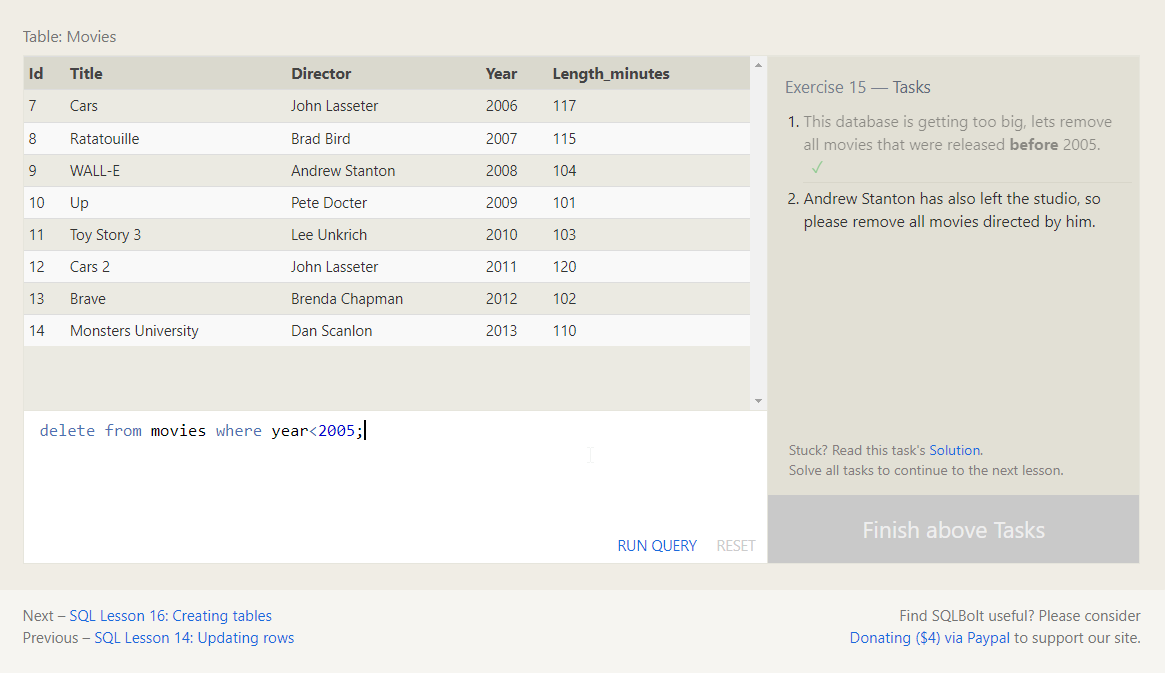 Table: Movies
Id Title Director Year Length_minutes
7 Cars John Lasseter 2006 117
8 Ratatouille Brad Bird 2007 115
9 WALL-E Andrew Stanton 2008 104
10 Up Pete Docter 2009 101
11 Toy Story 3 Lee Unkrich 2010 103
12 Cars 2 John Lasseter 2011 120
13 Brave Brenda Chapman 2012 102
14 Monsters University Dan Scanlon 2013 110
delete from movies where year<2005;
RUN QUERY RESET
Exercise 15 — Tasks
1. This database is getting too big, lets remove
all movies that were released before 2005.
✓
2. Andrew Stanton has also left the studio, so
please remove all movies directed by him.
Stuck? Read this task's Solution.
Solve all tasks to continue to the next lesson.
Finish above Tasks
Next – SQL Lesson 16: Creating tables
Previous – SQL Lesson 14: Updating rows
Find SQLBolt useful? Please consider
Donating ($4) via Paypal to support our site.